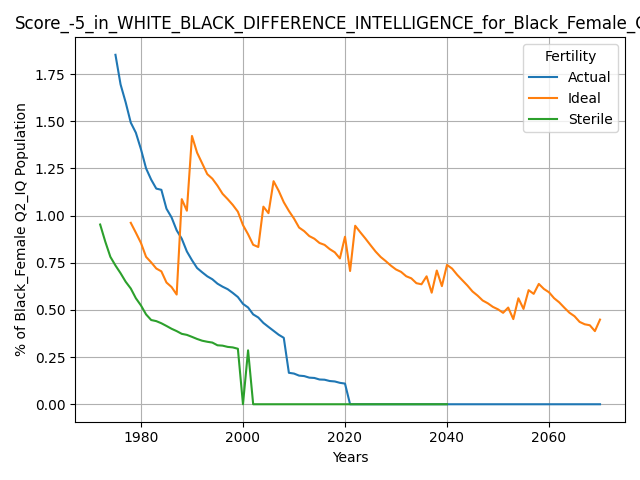 Score_-5_in_WHITE_BLACK_DIFFERENCE_INTELLIGENCE_for_Black_Female_
Fertility
Actual
Ideal
Sterile
% of Black_Female Q2_IQ Population
1.75
1.50
1.25
1.00
0.75
0.50
0.25
0.00
1980
2000
2020
2040
2060
Years